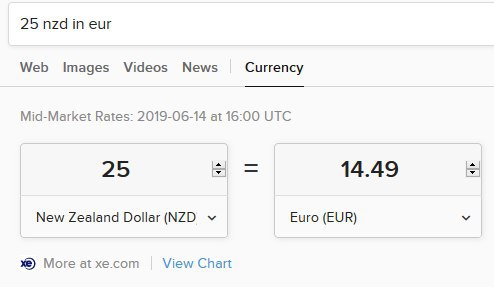 25 nzd in eur
Web Images Videos News Currency
Mid-Market Rates: 2019-06-14 at 16:00 UTC
25 = 14.49
New Zealand Dollar (NZD Euro (EUR)
xe More at xe.com View Chart